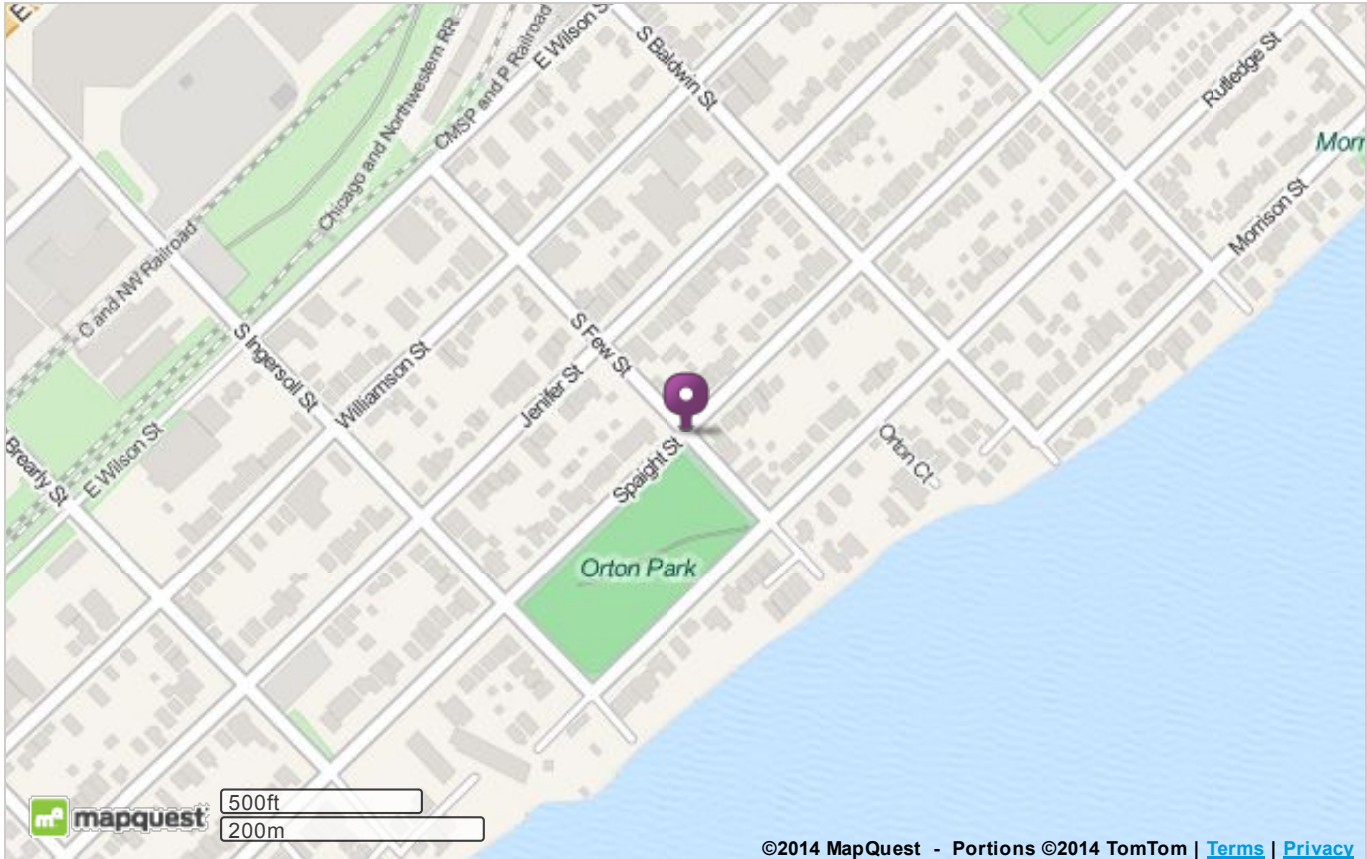 E
E Wilson S
S Baldwin St
Rutledge St
Chicago and Northwestern RR
CMSP and P Railroad
Morr
Morrison St
C and NW Railroad
S Ingersoll St
Williamson St
S Few St
Jenifer St
Brearly St
E Wilson St
Spaight St
Orton Ct
Orton Park
500ft
mapquest
200m
©2014 MapQuest - Portions ©2014 TomTom | Terms | Privacy